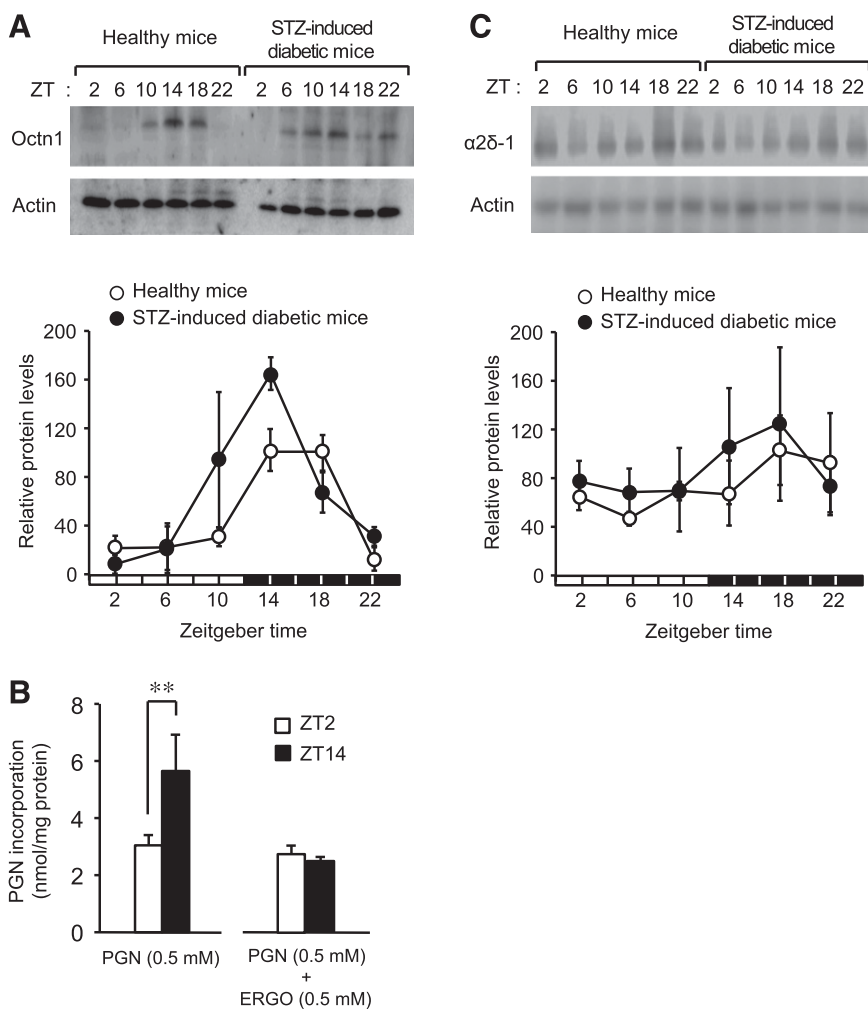 A
Healthy mice
STZ-induced
diabetic mice
ZT : 2 6 10 14 18 22 2 6 10 14 18 22
Octn1
Actin
Healthy mice
STZ-induced diabetic mice
Relative protein levels
200
160
120
80
40
0
2 6 10 14 18 22
Zeitgeber time
C
Healthy mice
STZ-induced
diabetic mice
ZT : 2 6 10 14 18 22 2 6 10 14 18 22
α2δ-1
Actin
Healthy mice
STZ-induced diabetic mice
Relative protein levels
200
160
120
80
40
0
2 6 10 14 18 22
Zeitgeber time
B
PGN incorporation
(nmol/mg protein)
8
6
4
2
0
**
ZT2
ZT14
PGN (0.5 mM)
PGN (0.5 mM)
+
ERGO (0.5 mM)